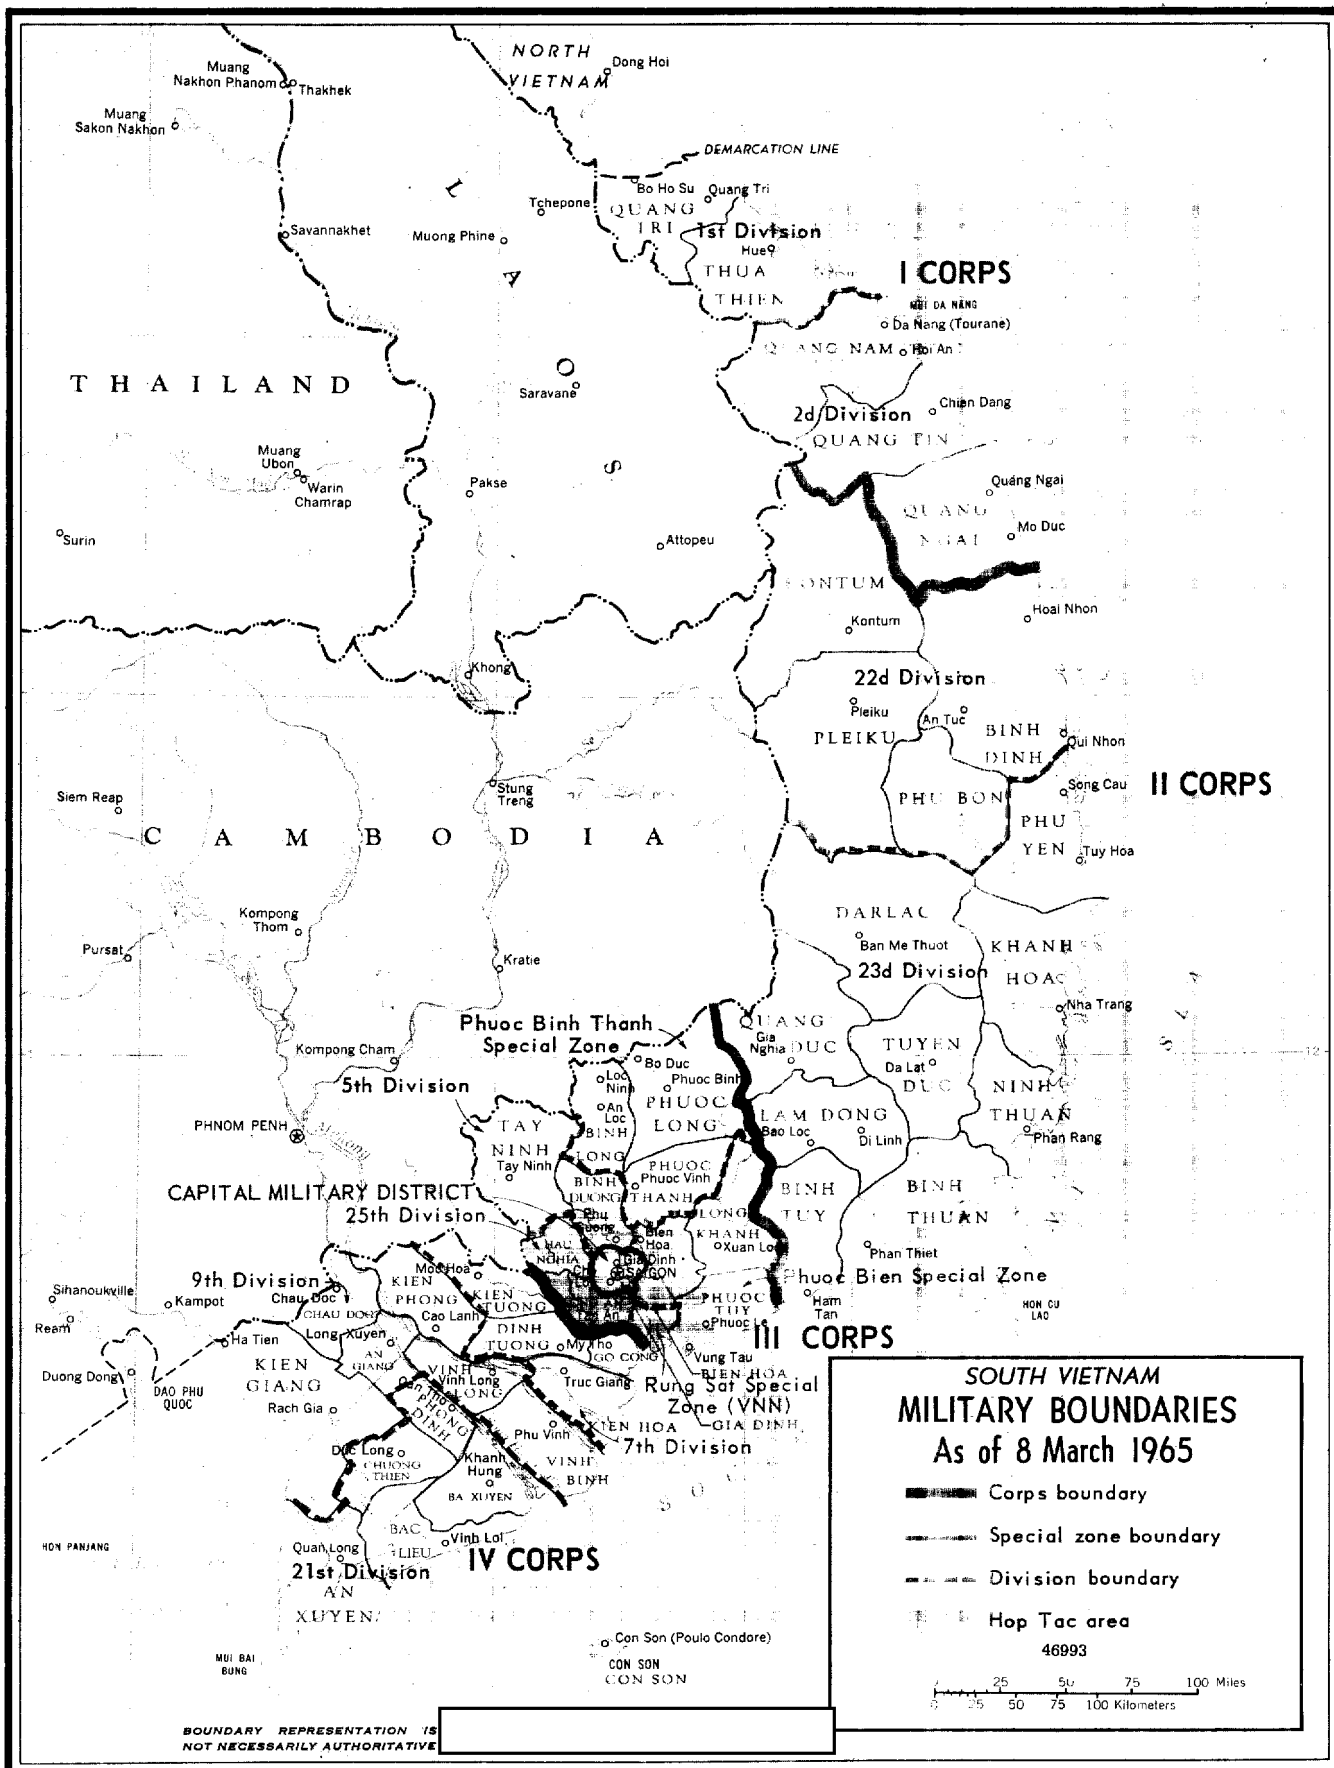 NORTH
VIETNAM
Dong Hoi
Muang
Nakhon Phanom
Thakhek
Muang
Sakon Nakhon
DEMARCATION LINE
L A O S
Bo Ho Su
Quang Tri
Tchepone
QUANG
TRI
Savannakhet
Muong Phine
1st Division
Hue
THUA
THIEN
I CORPS
MUI DA NANG
Da Nang (Tourane)
QUANG NAM
Hoi An
THAILAND
Saravane
2d Division
Chien Dang
QUANG TIN
Muang
Ubon
Warin
Chamrap
Pakse
Quang Ngai
QUANG
NGAI
Mo Duc
Surin
Attopeu
KONTUM
Kontum
Hoai Nhon
Khong
22d Division
Pleiku
An Tuc
PLEIKU
BINH
DINH
Qui Nhon
Stung
Treng
Siem Reap
PHU BON
Song Cau
II CORPS
CAMBODIA
PHU
YEN
Tuy Hoa
Kompong
Thom
DARLAC
Pursat
Ban Me Thuot
KHANH
HOA
Kratie
23d Division
Nha Trang
Phuoc Binh Thanh
Special Zone
QUANG
DUC
Gia
Nghia
TUYEN
DUC
Da Lat
12
Kompong Cham
Bo Duc
Loc
Ninh
Phuoc Binh
5th Division
An
Loc
PHUOC
LONG
NINH
THUAN
PHNOM PENH
Mekong
TAY
NINH
BINH
LONG
LAM DONG
Bao Loc
Di Linh
Phan Rang
Tay Ninh
PHUOC
Phuoc Vinh
THANH
BINH
DUONG
CAPITAL MILITARY DISTRICT
25th Division
BINH
TUY
BINH
THUAN
Phu
Cuong
Bien
Hoa
LONG
KHANH
Xuan Loc
HAU
NGHIA
Gia Dinh
SAIGON
Phan Thiet
9th Division
Chau Doc
KIEN
PHONG
Moc Hoa
KIEN
TUONG
Phuoc Bien Special Zone
Sihanoukville
Kampot
CHAU DOC
Cao Lanh
PHUOC
TUY
Phuoc Le
Ham
Tan
HON CU
LAO
Ream
Ha Tien
Long Xuyen
AN
GIANG
DINH
TUONG
My Tho
GO CONG
III CORPS
KIEN
GIANG
VINH
LONG
Vinh Long
Truc Giang
Vung Tau
BIEN HOA
Duong Dong
DAO PHU
QUOC
Rach Gia
Can Tho
PHONG
DINH
Rung Sat Special
Zone (VNN)
GIA DINH
KIEN HOA
Phu Vinh
7th Division
Duc Long
CHUONG
THIEN
Khanh
Hung
VINH
BINH
BA XUYEN
BAC
LIEU
Vinh Loi
HON PANJANG
Quan Long
21st Division
IV CORPS
AN
XUYEN
Con Son (Poulo Condore)
CON SON
CON SON
MUI BAI
BUNG
SOUTH VIETNAM
MILITARY BOUNDARIES
As of 8 March 1965
Corps boundary
Special zone boundary
Division boundary
Hop Tac area
46993
25 50 75 100 Miles
0 25 50 75 100 Kilometers
BOUNDARY REPRESENTATION IS
NOT NECESSARILY AUTHORITATIVE